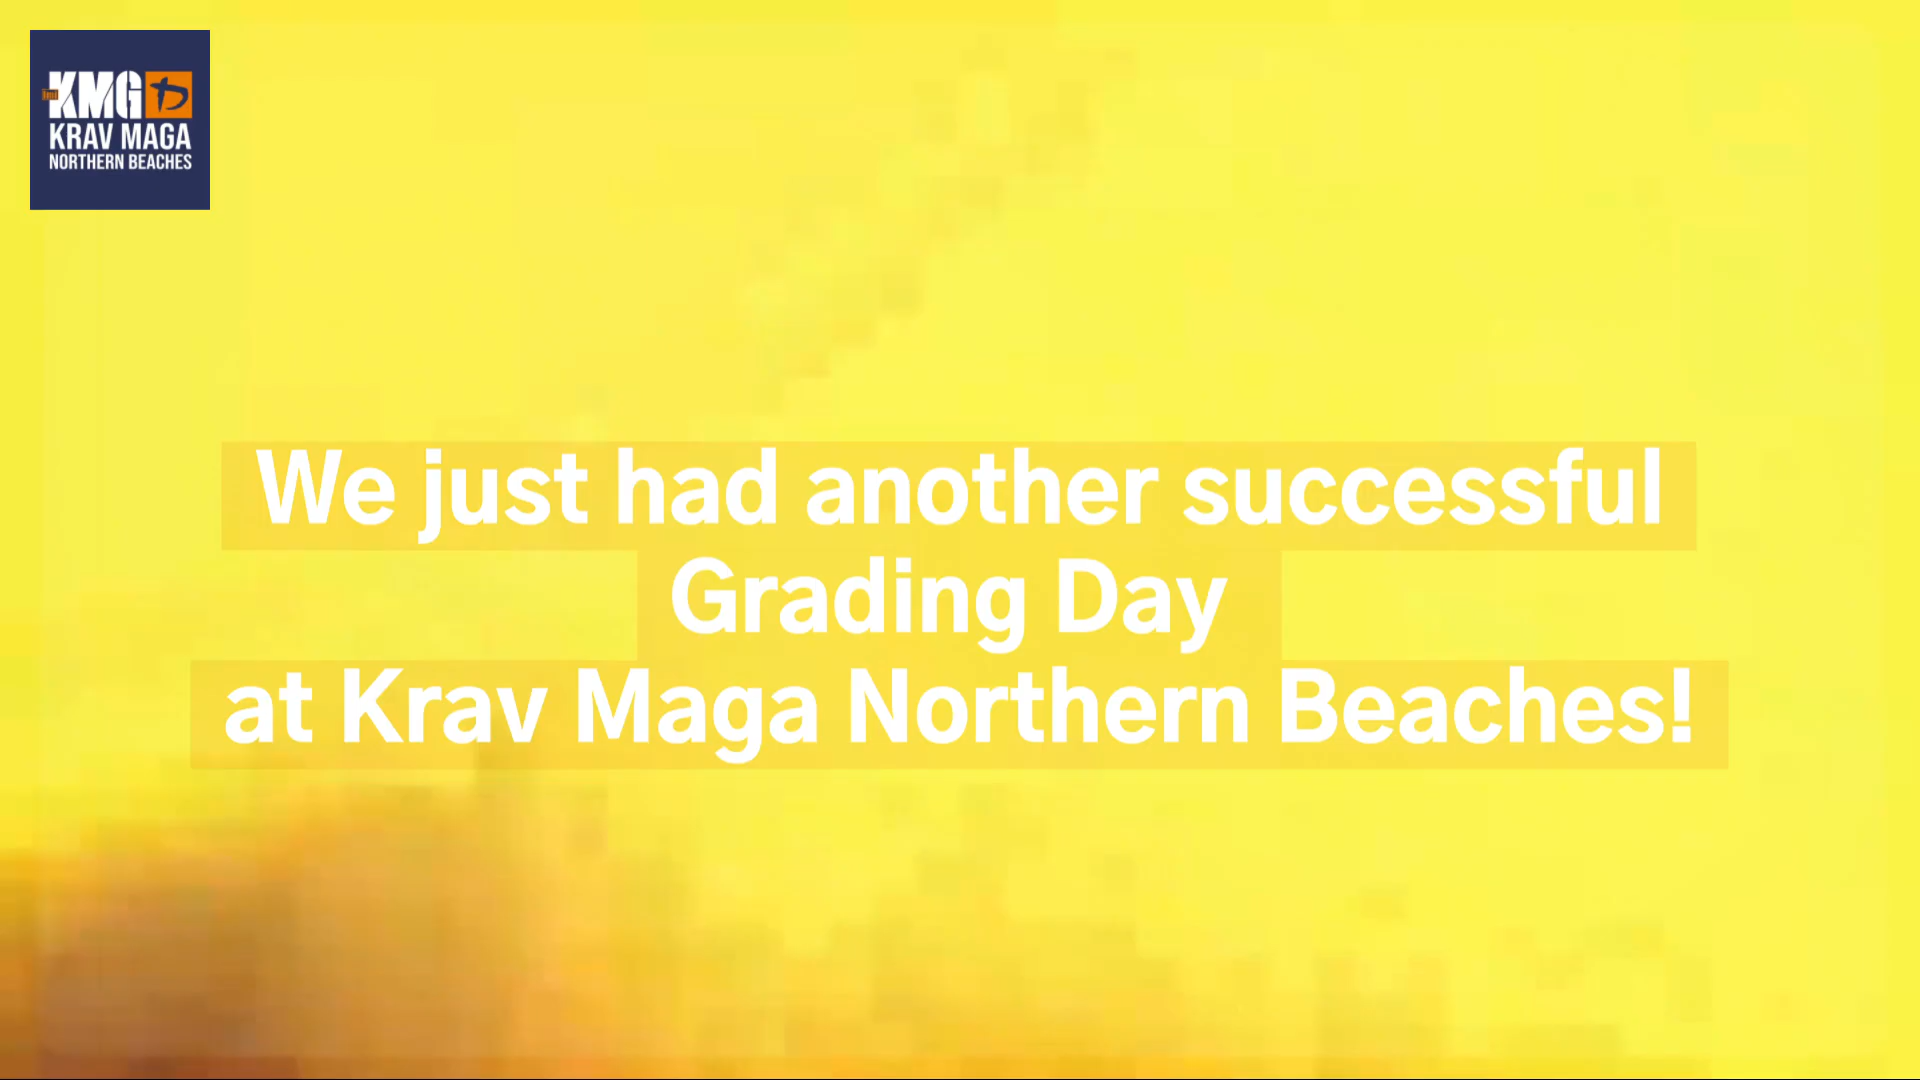 KMG
KRAV MAGA
NORTHERN BEACHES
We just had another successful
Grading Day
at Krav Maga Northern Beaches!